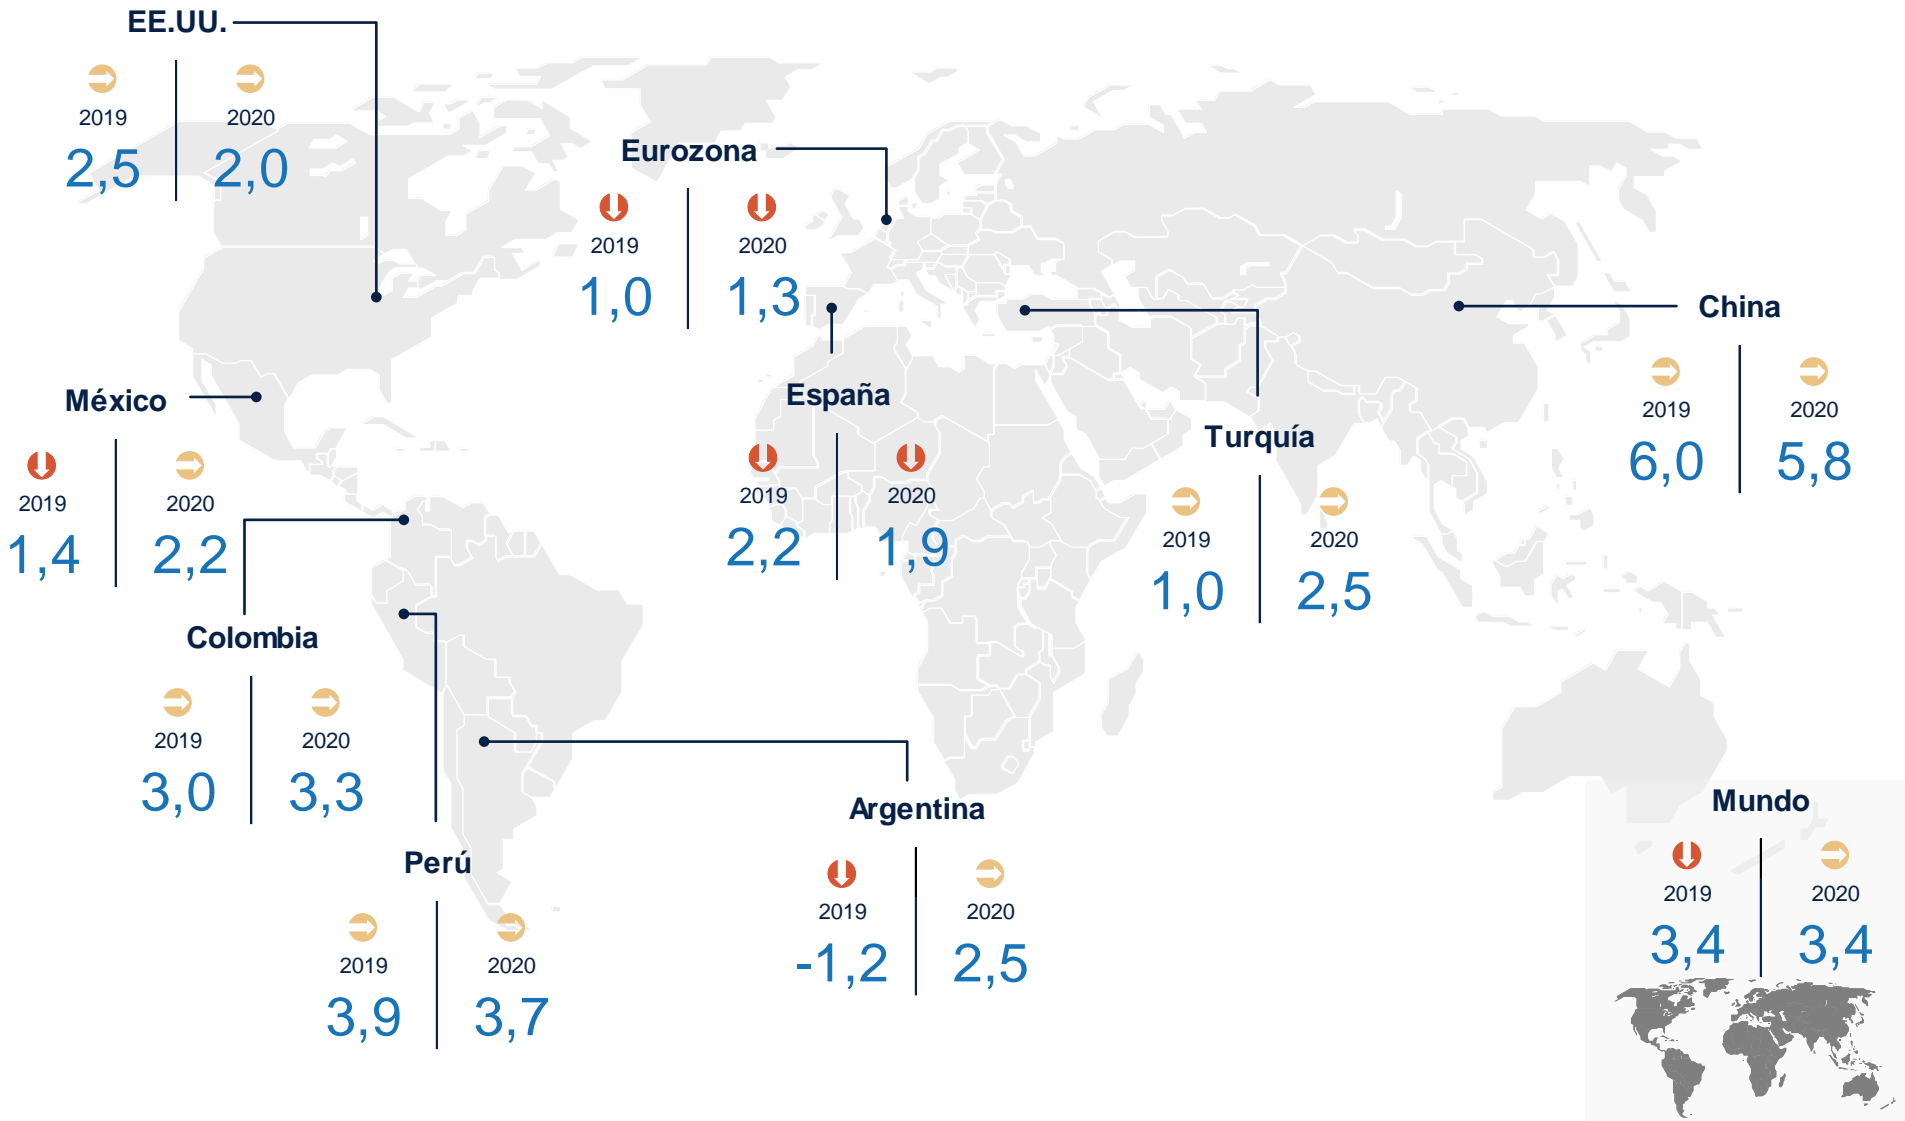 EE.UU.
2019 2020
2,5 2,0
Eurozona
2019 2020
1,0 1,3
China
2019 2020
6,0 5,8
México
2019 2020
1,4 2,2
España
2019 2020
2,2 1,9
Turquía
2019 2020
1,0 2,5
Colombia
2019 2020
3,0 3,3
Perú
2019 2020
3,9 3,7
Argentina
2019 2020
-1,2 2,5
Mundo
2019 2020
3,4 3,4